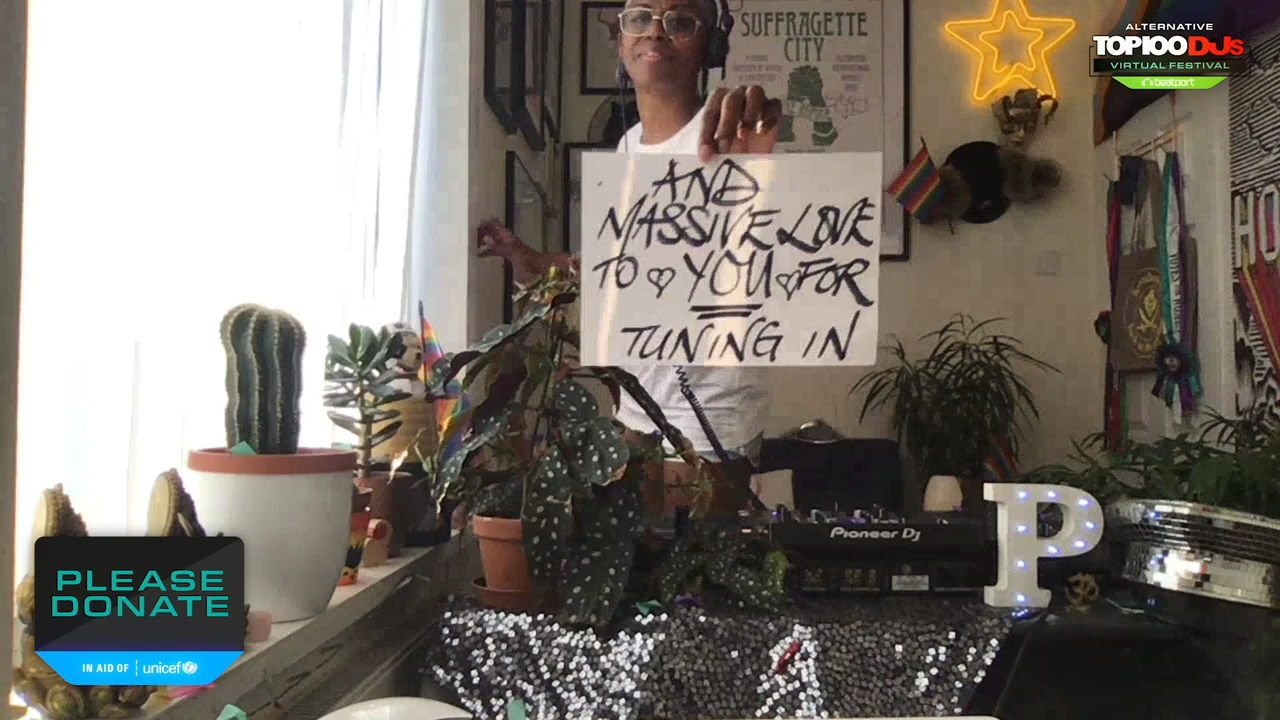 SUFFRAGETTE
CITY
ALTERNATIVE
TOP100DJs
VIRTUAL FESTIVAL
beatport
AND
MASSIVE LOVE
TO YOU FOR
TUNING IN
HO
Pioneer Dj
P
PLEASE
DONATE
IN AID OF unicef